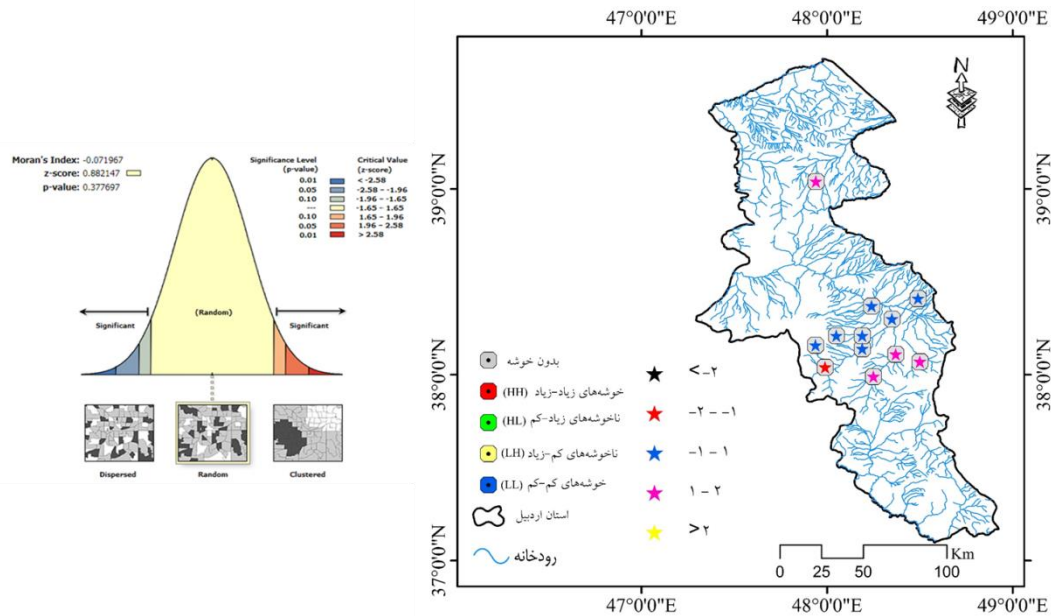 Moran's Index: -0.071967
z-score: 0.882147
p-value: 0.377697
Significance Level
(p-value)
Critical Value
(z-score)
0.01 < -2.58
0.05 -2.58 - -1.96
0.10 -1.96 - -1.65
--- -1.65 - 1.65
0.10 1.65 - 1.96
0.05 1.96 - 2.58
0.01 > 2.58
Significant
(Random)
Significant
Dispersed
Random
Clustered
47°0'0"E 48°0'0"E 49°0'0"E
N
39°0'0"N
38°0'0"N
37°0'0"N
39°0'0"N
38°0'0"N
37°0'0"N
بدون خوشه
خوشه‌های زیاد-زیاد (HH)
ناخوشه‌های زیاد-کم (HL)
ناخوشه‌های کم-زیاد (LH)
خوشه‌های کم-کم (LL)
استان اردبیل
رودخانه
< -۲
-۲ - -۱
-۱ - ۱
۱ - ۲
> ۲
Km
0 25 50 100
47°0'0"E 48°0'0"E 49°0'0"E